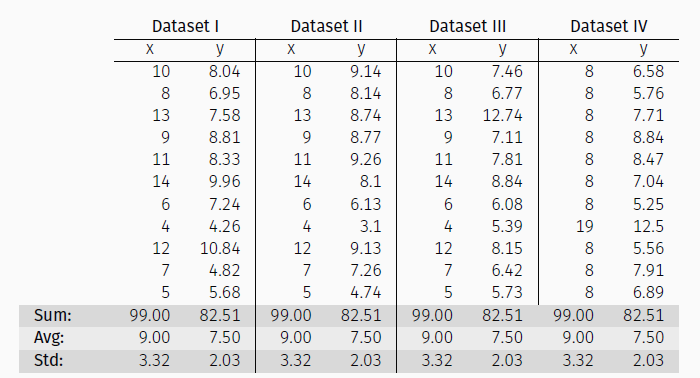 Dataset I Dataset II Dataset III Dataset IV
x y x y x y x y
10 8.04 10 9.14 10 7.46 8 6.58
8 6.95 8 8.14 8 6.77 8 5.76
13 7.58 13 8.74 13 12.74 8 7.71
9 8.81 9 8.77 9 7.11 8 8.84
11 8.33 11 9.26 11 7.81 8 8.47
14 9.96 14 8.1 14 8.84 8 7.04
6 7.24 6 6.13 6 6.08 8 5.25
4 4.26 4 3.1 4 5.39 19 12.5
12 10.84 12 9.13 12 8.15 8 5.56
7 4.82 7 7.26 7 6.42 8 7.91
5 5.68 5 4.74 5 5.73 8 6.89
Sum: 99.00 82.51 99.00 82.51 99.00 82.51 99.00 82.51
Avg: 9.00 7.50 9.00 7.50 9.00 7.50 9.00 7.50
Std: 3.32 2.03 3.32 2.03 3.32 2.03 3.32 2.03